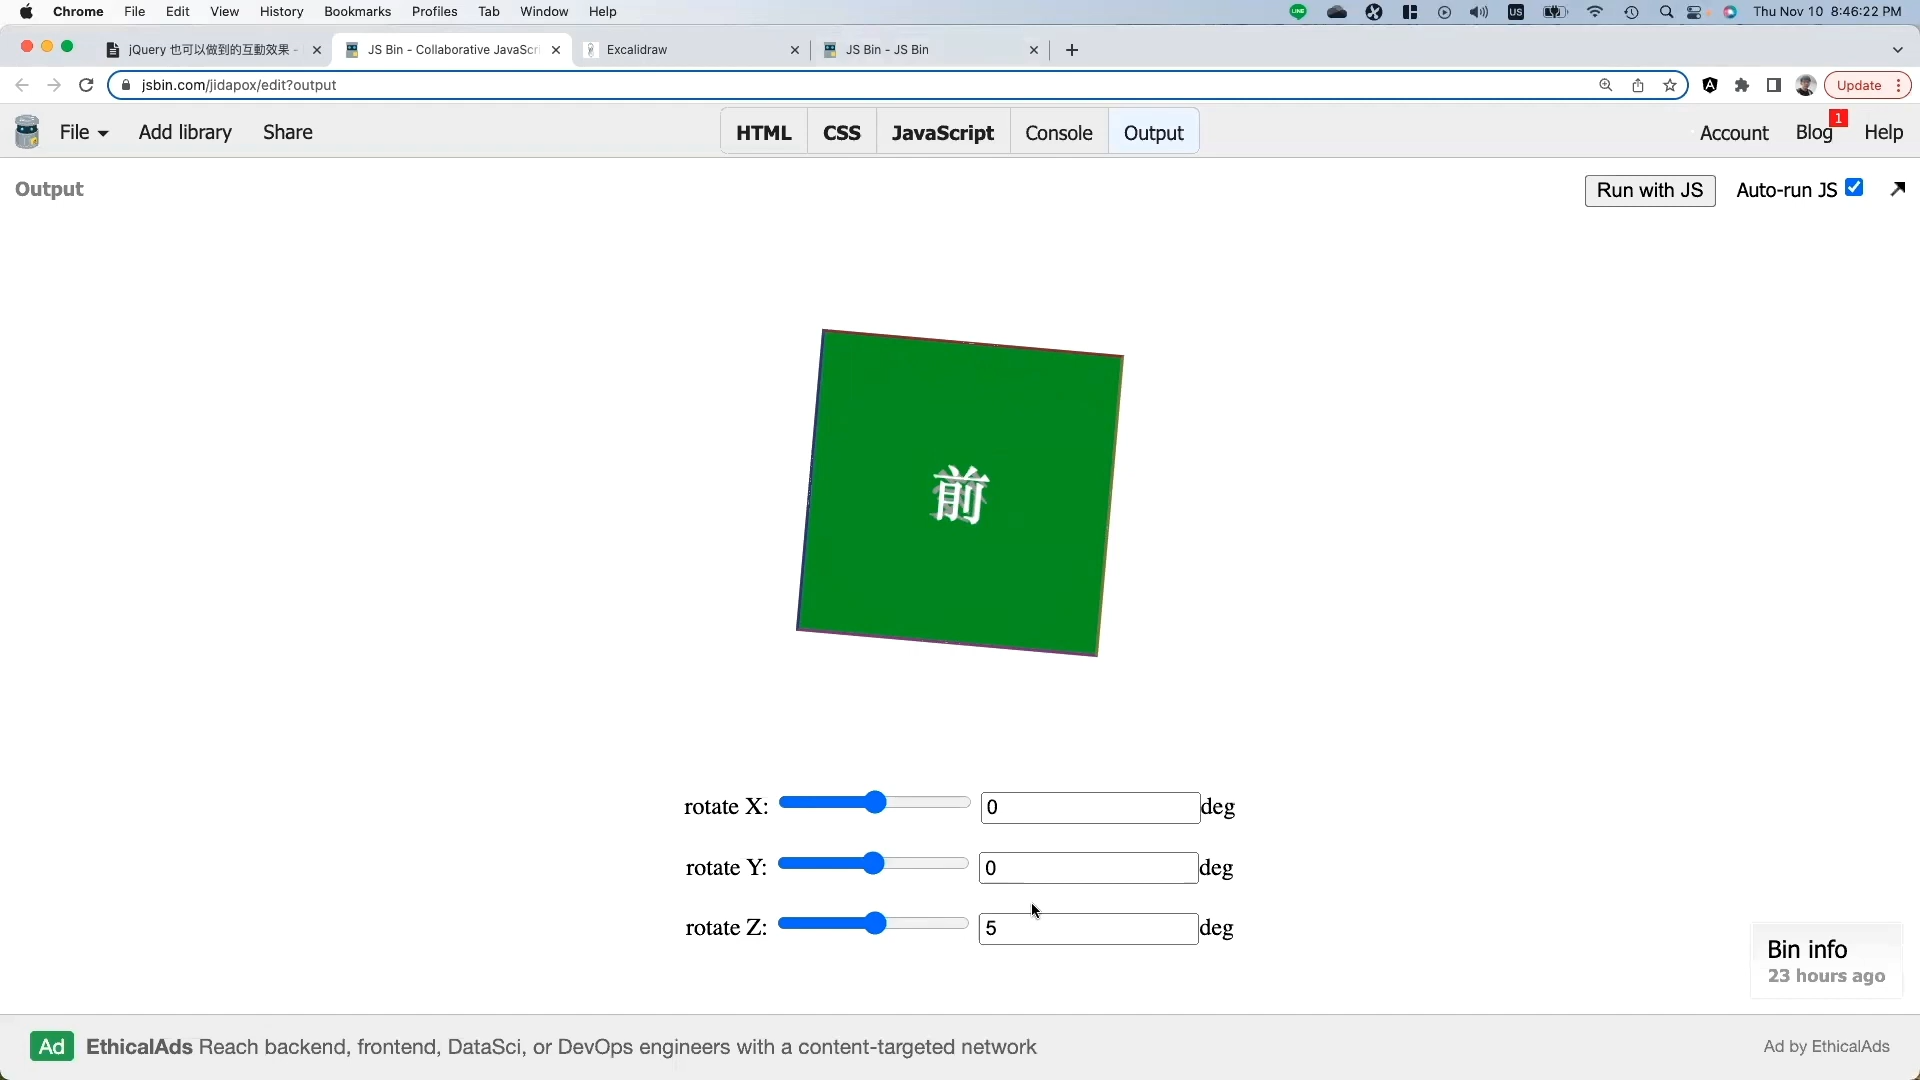 Chrome File Edit View History Bookmarks Profiles Tab Window Help US Thu Nov 10 8:46:22 PM
jQuery 也可以做到的互動效果 - JS Bin - Collaborative JavaScri Excalidraw JS Bin - JS Bin
jsbin.com/jidapox/edit?output Update
File Add library Share HTML CSS JavaScript Console Output Account Blog 1 Help
Output Run with JS Auto-run JS
前
rotate X: 0 deg
rotate Y: 0 deg
rotate Z: 5 deg
Bin info
23 hours ago
Ad EthicalAds Reach backend, frontend, DataSci, or DevOps engineers with a content-targeted network Ad by EthicalAds